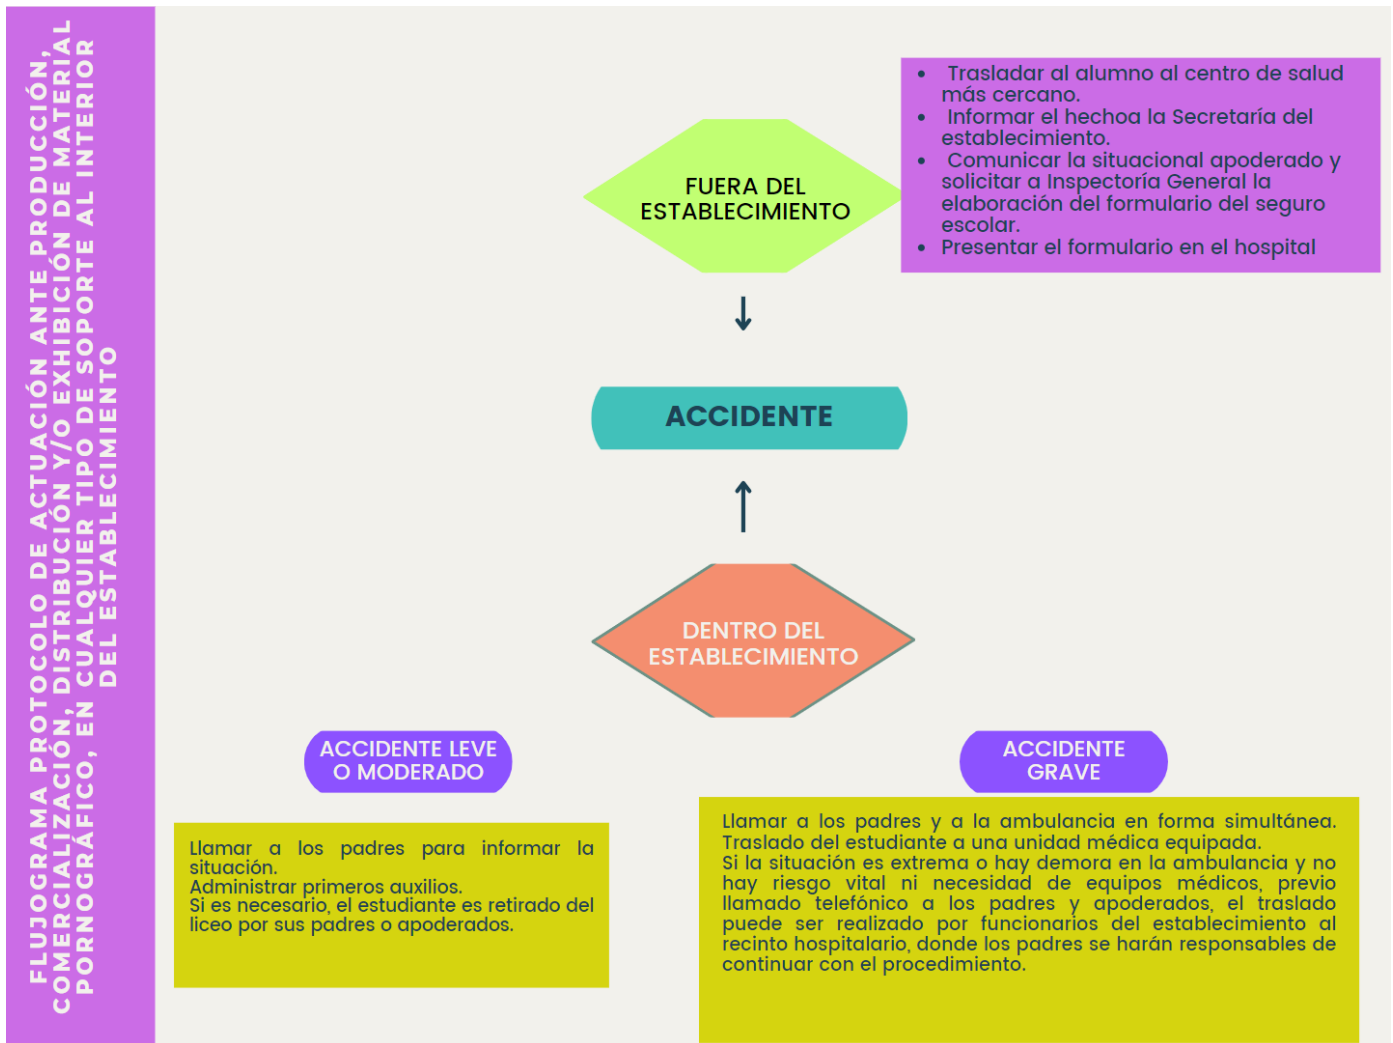 FLUJOGRAMA PROTOCOLO DE ACTUACIÓN ANTE PRODUCCIÓN,
COMERCIALIZACIÓN, DISTRIBUCIÓN Y/O EXHIBICIÓN DE MATERIAL
PORNOGRÁFICO, EN CUALQUIER TIPO DE SOPORTE AL INTERIOR
DEL ESTABLECIMIENTO
FUERA DEL
ESTABLECIMIENTO
• Trasladar al alumno al centro de salud
más cercano.
• Informar el hechoa la Secretaría del
establecimiento.
• Comunicar la situacional apoderado y
solicitar a Inspectoría General la
elaboración del formulario del seguro
escolar.
• Presentar el formulario en el hospital
ACCIDENTE
DENTRO DEL
ESTABLECIMIENTO
ACCIDENTE LEVE
O MODERADO
Llamar a los padres para informar la
situación.
Administrar primeros auxilios.
Si es necesario, el estudiante es retirado del
liceo por sus padres o apoderados.
ACCIDENTE
GRAVE
Llamar a los padres y a la ambulancia en forma simultánea.
Traslado del estudiante a una unidad médica equipada.
Si la situación es extrema o hay demora en la ambulancia y no
hay riesgo vital ni necesidad de equipos médicos, previo
llamado telefónico a los padres y apoderados, el traslado
puede ser realizado por funcionarios del establecimiento al
recinto hospitalario, donde los padres se harán responsables de
continuar con el procedimiento.